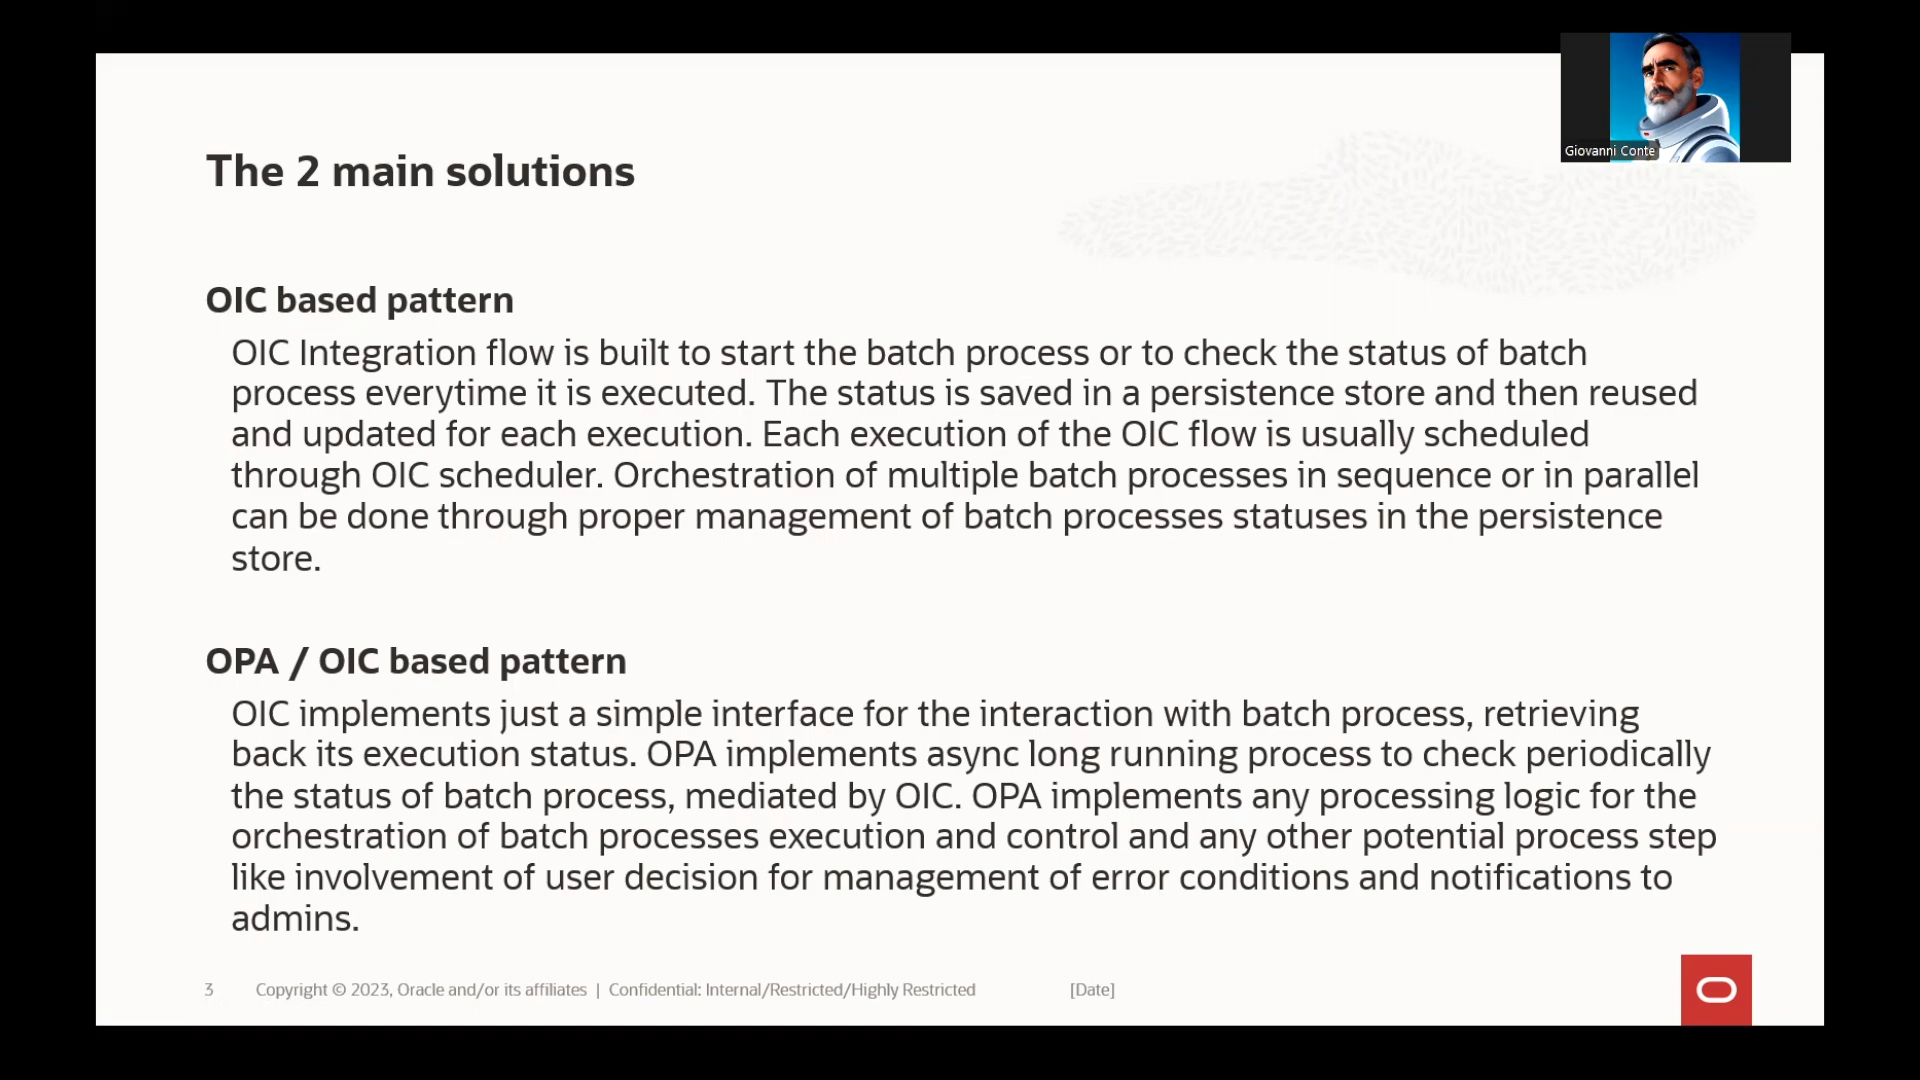 Giovanni Conte
The 2 main solutions
OIC based pattern
OIC Integration flow is built to start the batch process or to check the status of batch
process everytime it is executed. The status is saved in a persistence store and then reused
and updated for each execution. Each execution of the OIC flow is usually scheduled
through OIC scheduler. Orchestration of multiple batch processes in sequence or in parallel
can be done through proper management of batch processes statuses in the persistence
store.
OPA / OIC based pattern
OIC implements just a simple interface for the interaction with batch process, retrieving
back its execution status. OPA implements async long running process to check periodically
the status of batch process, mediated by OIC. OPA implements any processing logic for the
orchestration of batch processes execution and control and any other potential process step
like involvement of user decision for management of error conditions and notifications to
admins.
3 Copyright © 2023, Oracle and/or its affiliates | Confidential: Internal/Restricted/Highly Restricted [Date]